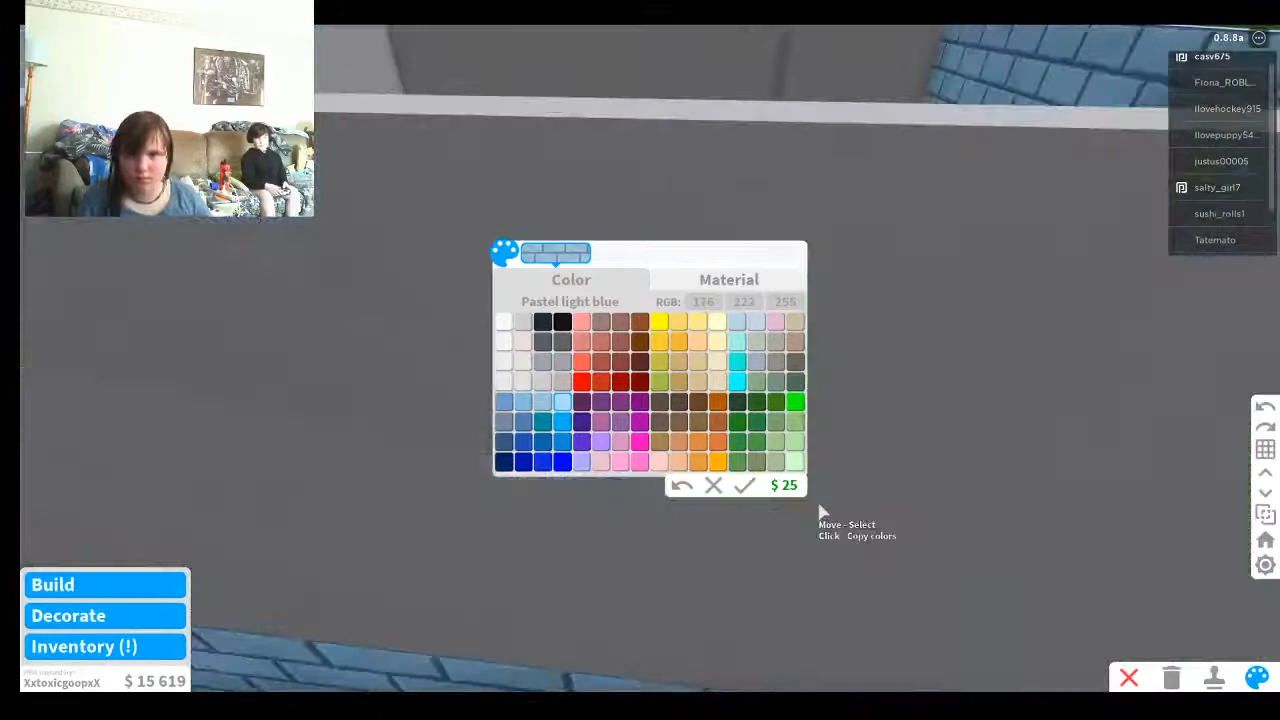 0.8.8a
casv675
Fiona_ROBL...
Ilovehockey915
Ilovepuppy54...
justus00005
salty_girl7
sushi_rolls1
Tatemato
Color
Material
Pastel light blue
RGB: 176 222 255
$ 25
Move - Select
Click Copy colors
Build
Decorate
Inventory (!)
XxtoxicgoopxX
$ 15 619